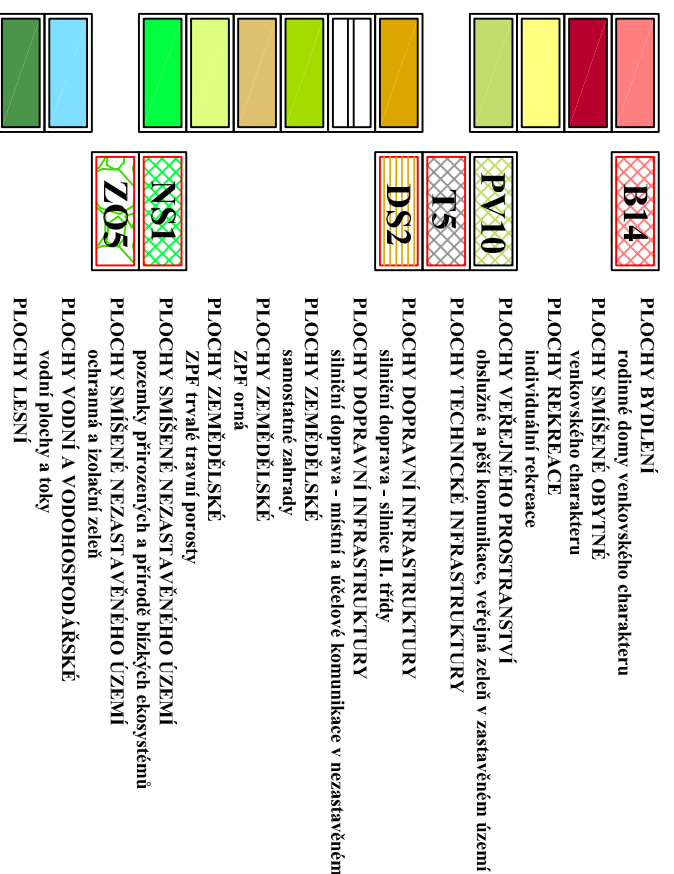 B14
PV10
T5
DS2
NS1
ZO5
PLOCHY BYDLENÍ
rodinné domy venkovského charakteru
PLOCHY SMÍŠENÉ OBYTNÉ
venkovského charakteru
PLOCHY REKREACE
individuální rekreace
PLOCHY VEŘEJNÉHO PROSTRANSTVÍ
obslužné a pěší komunikace, veřejná zeleň v zastavěném území
PLOCHY TECHNICKÉ INFRASTRUKTURY
PLOCHY DOPRAVNÍ INFRASTRUKTURY
silniční doprava - silnice II. třídy
PLOCHY DOPRAVNÍ INFRASTRUKTURY
silniční doprava - místní a účelové komunikace v nezastavěném
PLOCHY ZEMĚDĚLSKÉ
samostatné zahrady
PLOCHY ZEMĚDĚLSKÉ
ZPF orná
PLOCHY ZEMĚDĚLSKÉ
ZPF trvalé travní porosty
PLOCHY SMÍŠENÉ NEZASTAVĚNÉHO ÚZEMÍ
pozemky přirozených a přírodě blízkých ekosystémů
PLOCHY SMÍŠENÉ NEZASTAVĚNÉHO ÚZEMÍ
ochranná a izolační zeleň
PLOCHY VODNÍ A VODOHOSPODÁŘSKÉ
vodní plochy a toky
PLOCHY LESNÍ